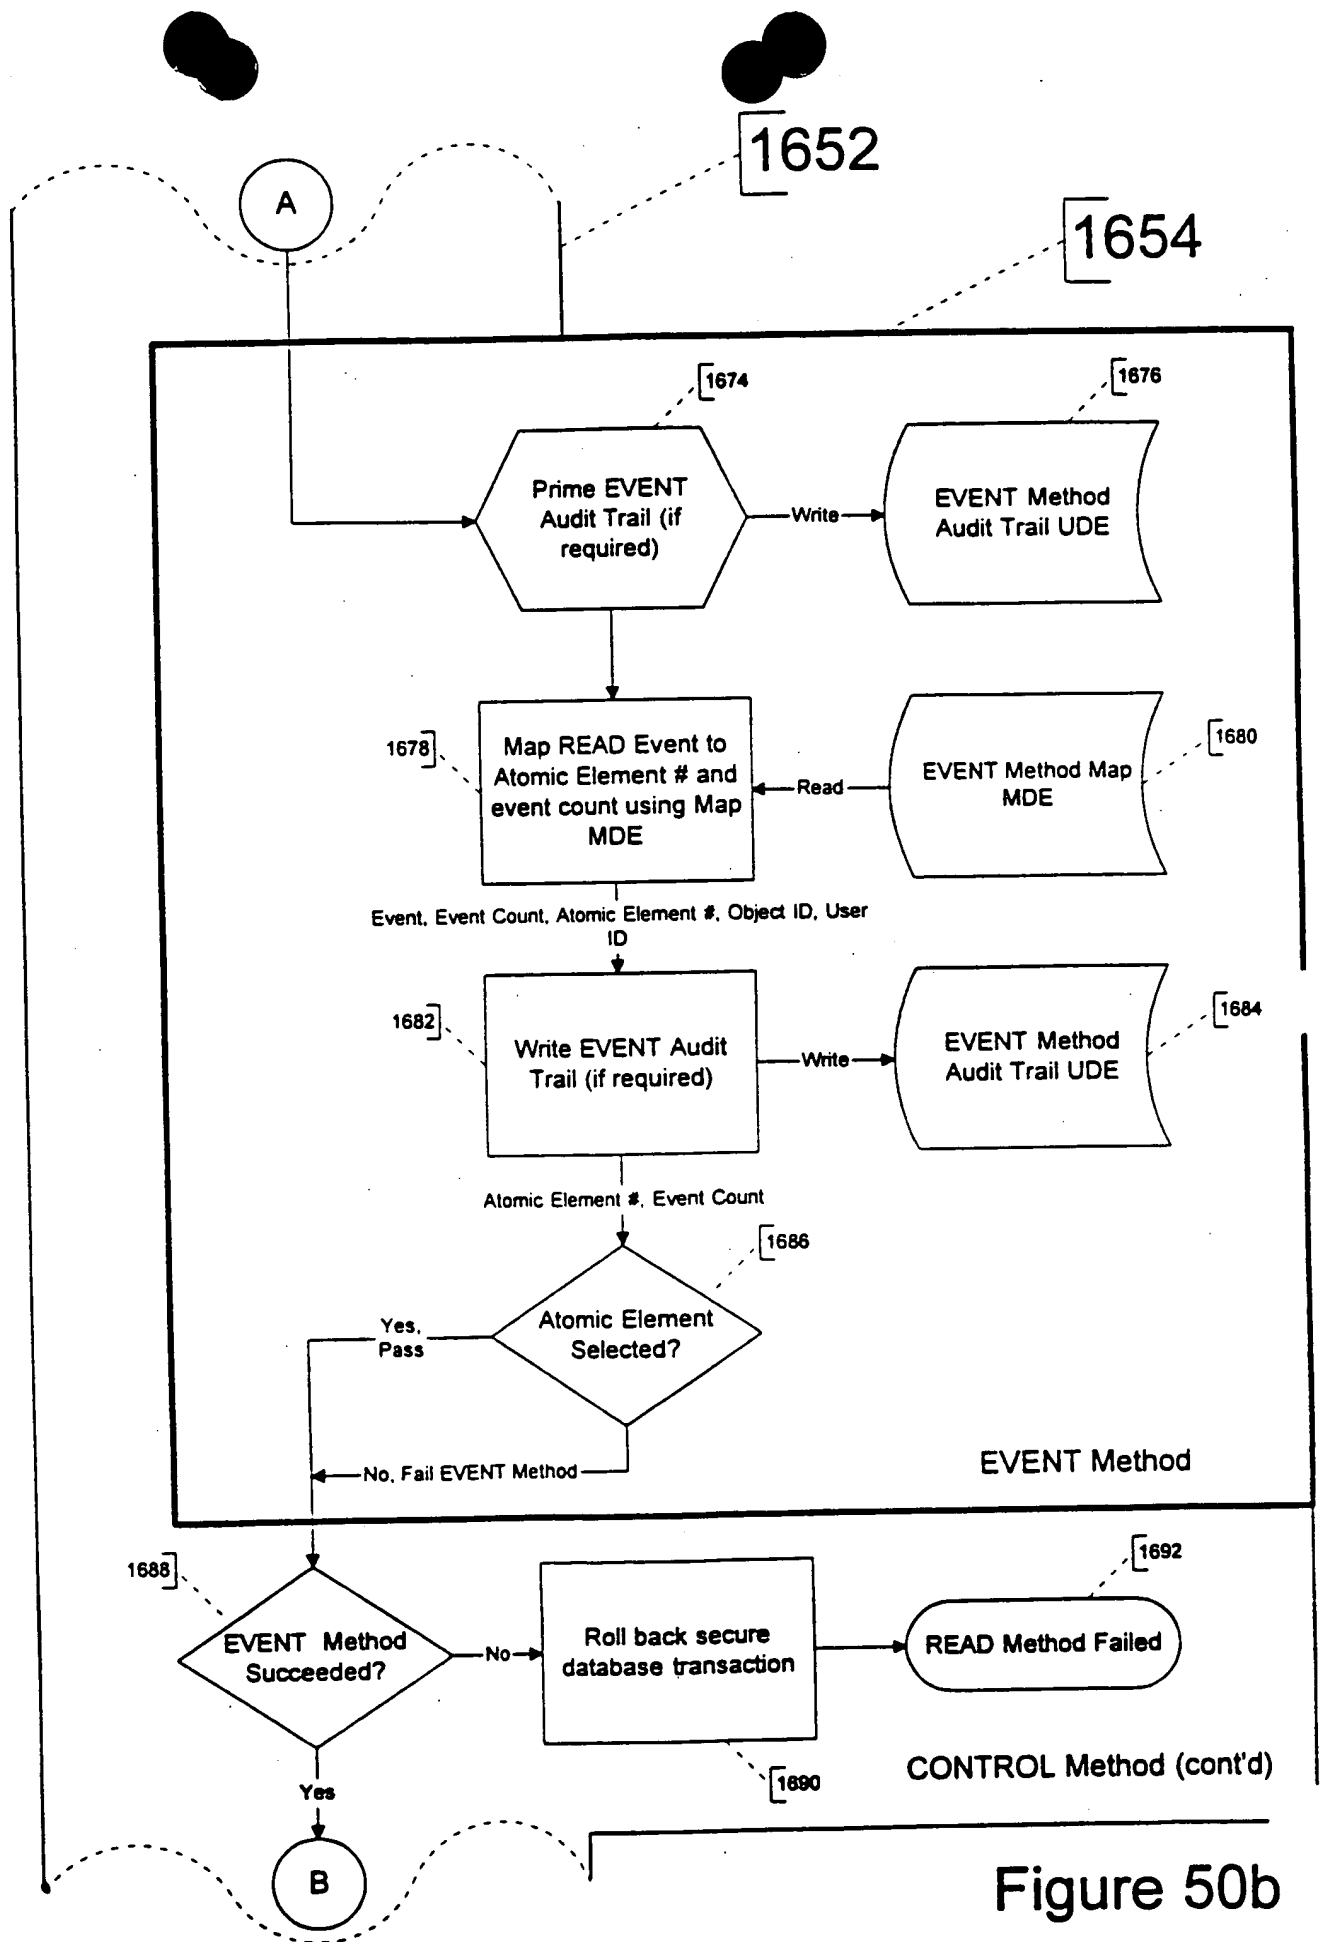 1652
A
1654
1674
1676
Prime EVENT
Audit Trail (if
required)
Write
EVENT Method
Audit Trail UDE
1678
Map READ Event to
Atomic Element # and
event count using Map
MDE
Read
EVENT Method Map
MDE
1680
Event, Event Count, Atomic Element #, Object ID, User
ID
1682
Write EVENT Audit
Trail (if required)
Write
EVENT Method
Audit Trail UDE
1684
Atomic Element #, Event Count
1686
Atomic Element
Selected?
Yes,
Pass
No, Fail EVENT Method
EVENT Method
1688
EVENT Method
Succeeded?
No
Roll back secure
database transaction
1692
READ Method Failed
1690
CONTROL Method (cont'd)
Yes
B
Figure 50b